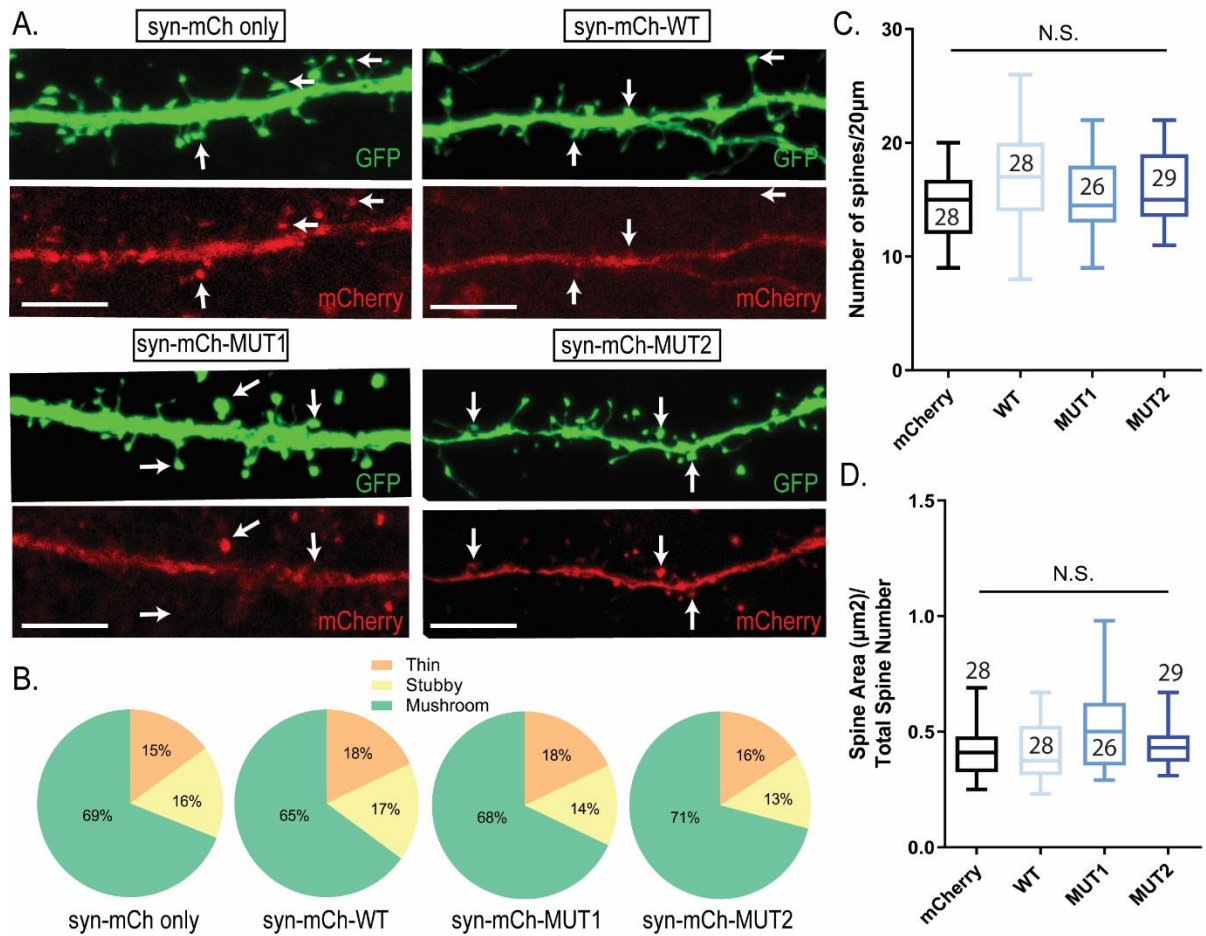 A.
syn-mCh only
syn-mCh-WT
GFP
GFP
mCherry
mCherry
syn-mCh-MUT1
syn-mCh-MUT2
GFP
GFP
mCherry
mCherry
B.
Thin
Stubby
Mushroom
15%
16%
69%
18%
17%
65%
18%
14%
68%
16%
13%
71%
syn-mCh only
syn-mCh-WT
syn-mCh-MUT1
syn-mCh-MUT2
C.
N.S.
Number of spines/20µm
30
20
10
0
28
28
26
29
mCherry
WT
MUT1
MUT2
D.
N.S.
Spine Area (µm2)/
Total Spine Number
1.5
1.0
0.5
0.0
28
28
26
29
mCherry
WT
MUT1
MUT2